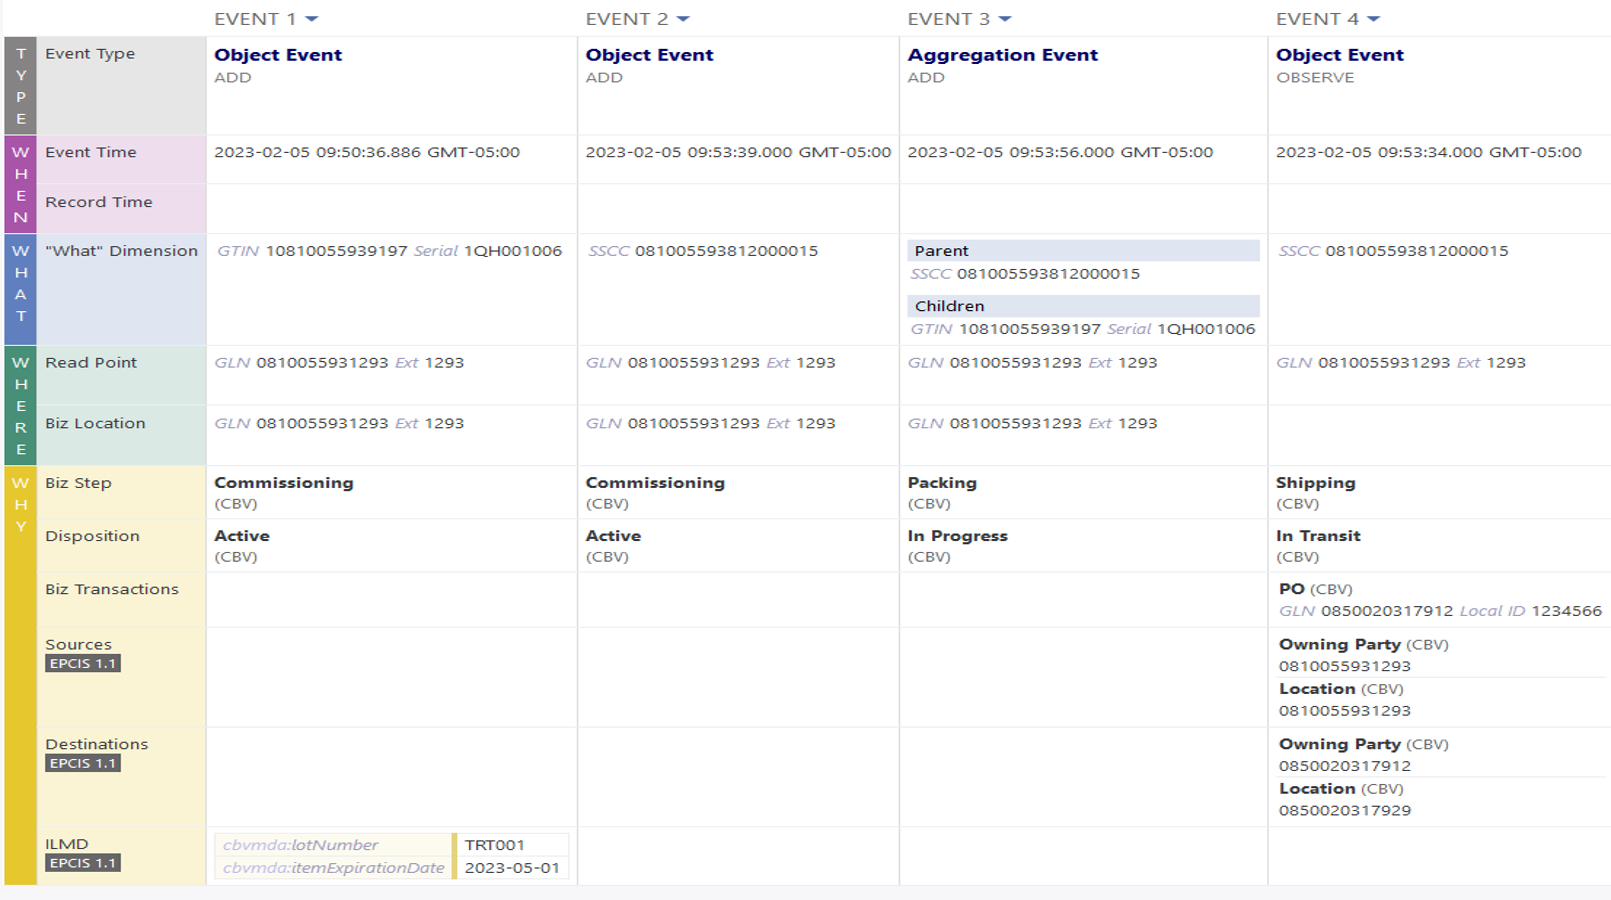 EVENT 1 EVENT 2 EVENT 3 EVENT 4
TYPE
Event Type
Object Event
ADD
Object Event
ADD
Aggregation Event
ADD
Object Event
OBSERVE
WHEN
Event Time
2023-02-05 09:50:36.886 GMT-05:00
2023-02-05 09:53:39.000 GMT-05:00
2023-02-05 09:53:56.000 GMT-05:00
2023-02-05 09:53:34.000 GMT-05:00
Record Time
WHAT
"What" Dimension
GTIN 10810055939197 Serial 1QH001006
SSCC 081005593812000015
Parent
SSCC 081005593812000015
Children
GTIN 10810055939197 Serial 1QH001006
SSCC 081005593812000015
WHERE
Read Point
GLN 0810055931293 Ext 1293
GLN 0810055931293 Ext 1293
GLN 0810055931293 Ext 1293
GLN 0810055931293 Ext 1293
Biz Location
GLN 0810055931293 Ext 1293
GLN 0810055931293 Ext 1293
GLN 0810055931293 Ext 1293
WHY
Biz Step
Commissioning
(CBV)
Commissioning
(CBV)
Packing
(CBV)
Shipping
(CBV)
Disposition
Active
(CBV)
Active
(CBV)
In Progress
(CBV)
In Transit
(CBV)
Biz Transactions
PO (CBV)
GLN 0850020317912 Local ID 1234566
Sources
EPCIS 1.1
Owning Party (CBV)
0810055931293
Location (CBV)
0810055931293
Destinations
EPCIS 1.1
Owning Party (CBV)
0850020317912
Location (CBV)
0850020317929
ILMD
EPCIS 1.1
cbvmda:lotNumber TRT001
cbvmda:itemExpirationDate 2023-05-01